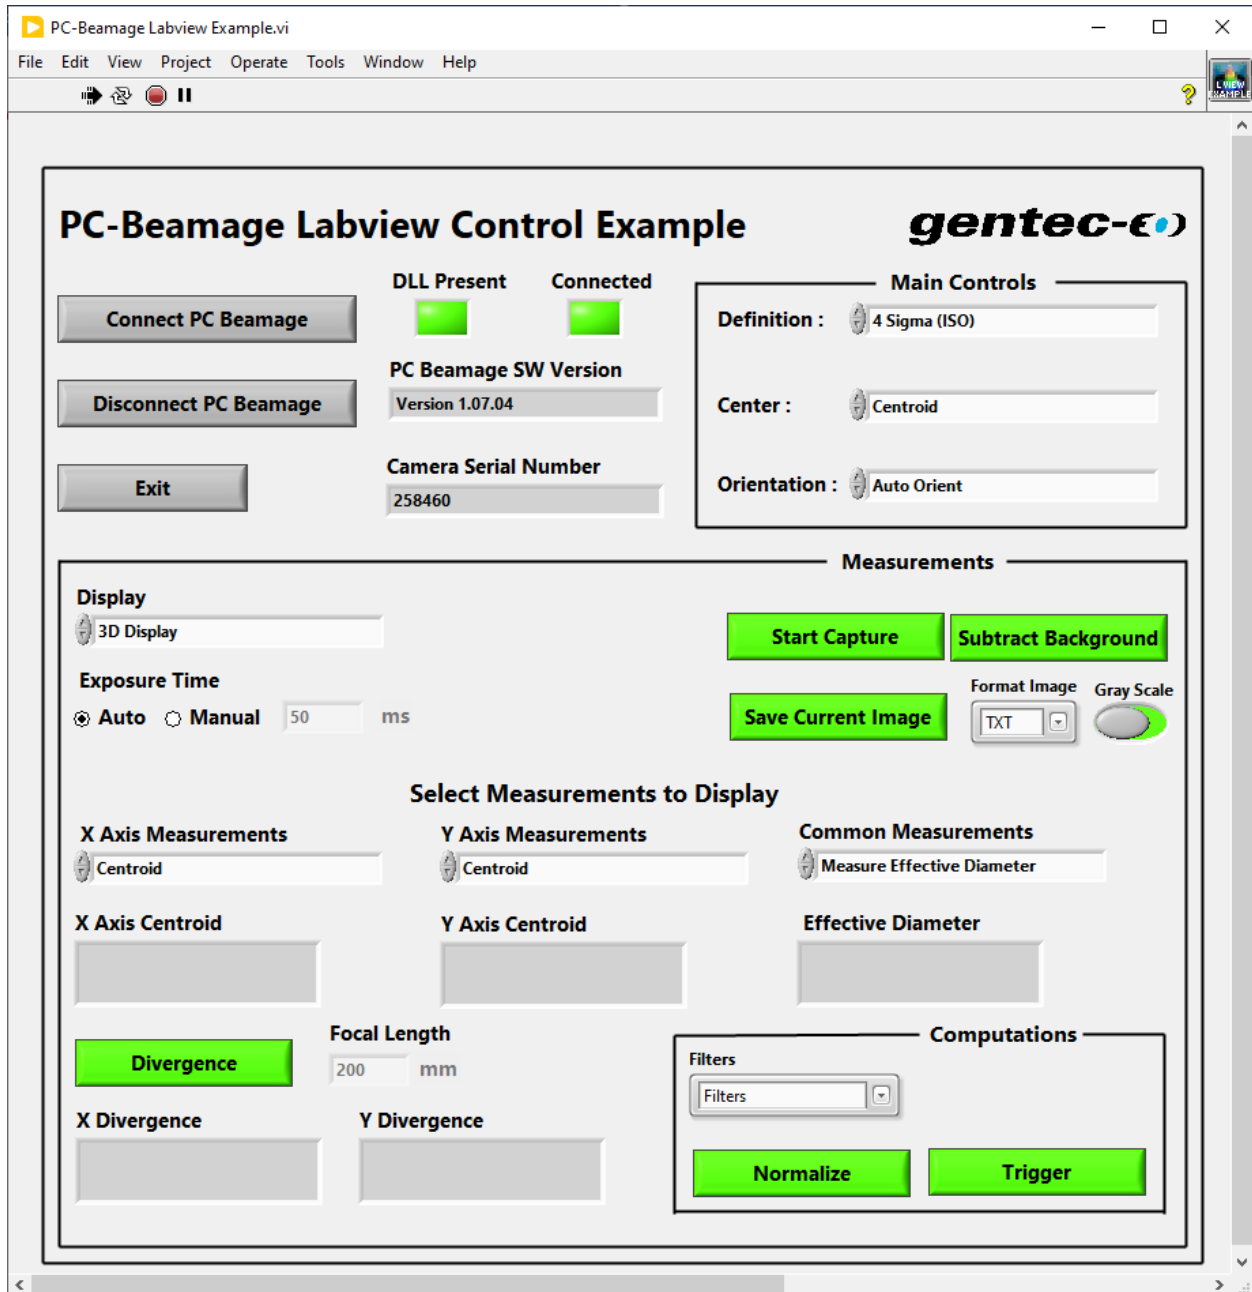 PC-Beamage Labview Example.vi
File Edit View Project Operate Tools Window Help
?
L VIEW
EXAMPLE
PC-Beamage Labview Control Example
gentec-eo
DLL Present
Connected
Connect PC Beamage
PC Beamage SW Version
Version 1.07.04
Disconnect PC Beamage
Camera Serial Number
258460
Exit
Main Controls
Definition : 4 Sigma (ISO)
Center : Centroid
Orientation : Auto Orient
Measurements
Display
3D Display
Start Capture
Subtract Background
Exposure Time
Auto Manual 50 ms
Save Current Image
Format Image
TXT
Gray Scale
Select Measurements to Display
X Axis Measurements
Centroid
Y Axis Measurements
Centroid
Common Measurements
Measure Effective Diameter
X Axis Centroid
Y Axis Centroid
Effective Diameter
Divergence
Focal Length
200 mm
X Divergence
Y Divergence
Computations
Filters
Filters
Normalize
Trigger